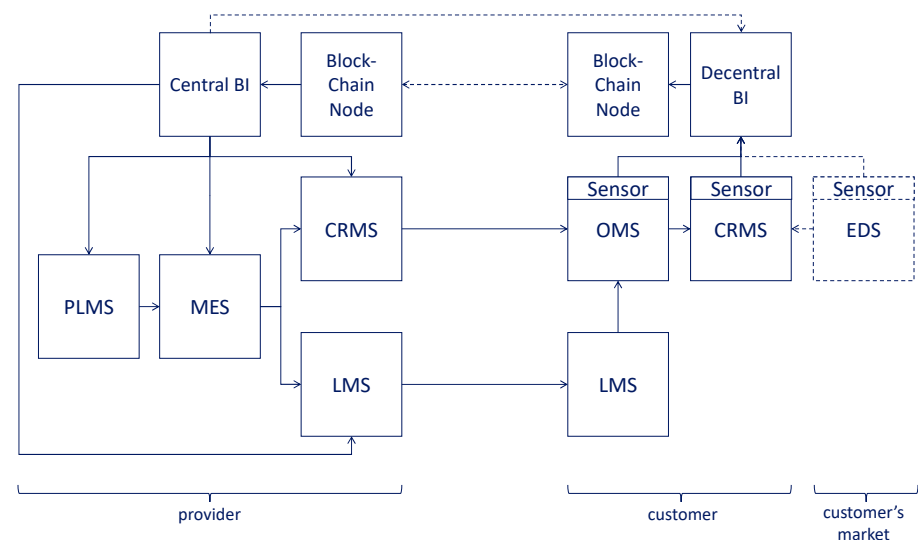 Central BI
Block-
Chain
Node
Block-
Chain
Node
Decentral
BI
Sensor
Sensor
Sensor
CRMS
OMS
CRMS
EDS
PLMS
MES
LMS
LMS
provider
customer
customer's
market